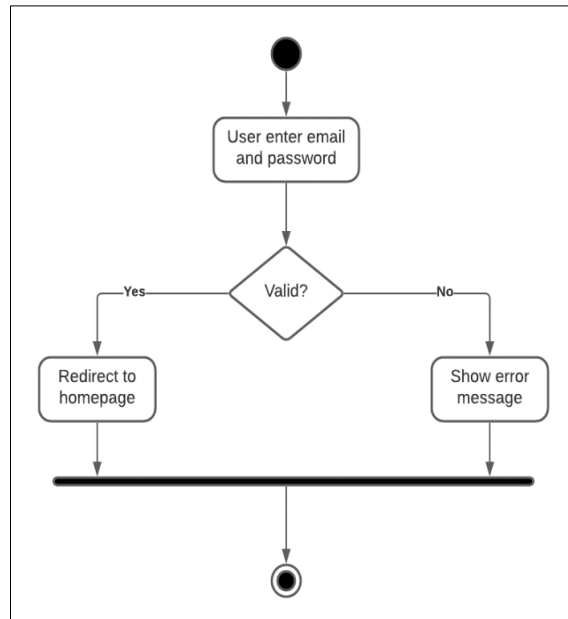 User enter email
and password
Valid?
Yes
No
Redirect to
homepage
Show error
message